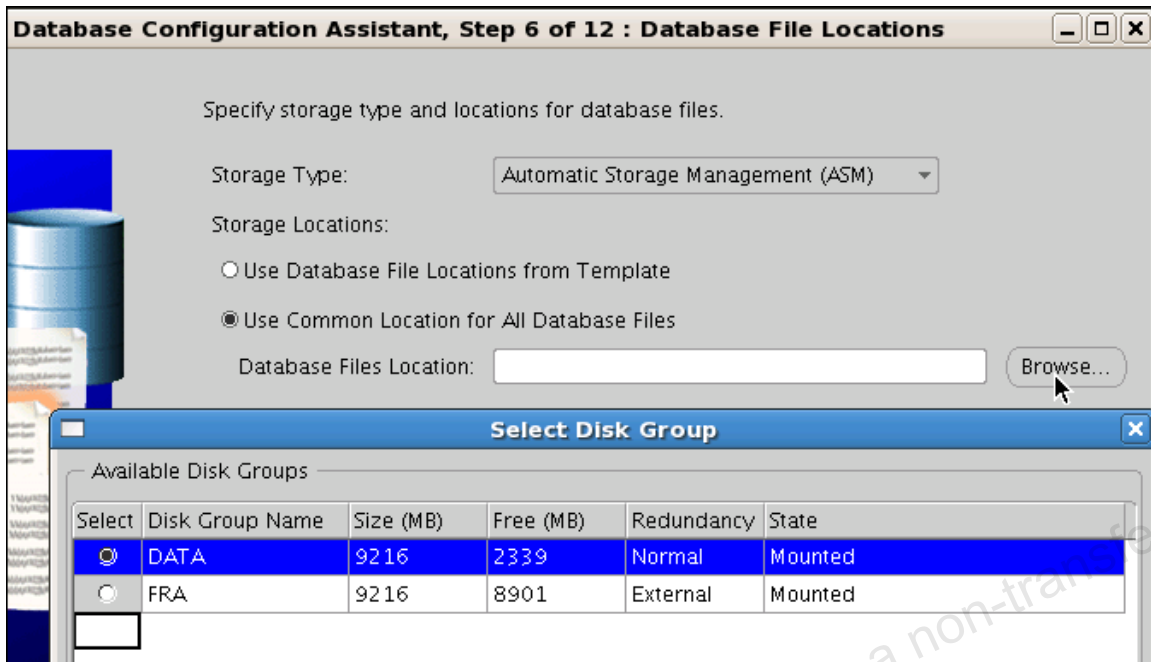 Database Configuration Assistant, Step 6 of 12 : Database File Locations
Specify storage type and locations for database files.
Storage Type: Automatic Storage Management (ASM)
Storage Locations:
Use Database File Locations from Template
Use Common Location for All Database Files
Database Files Location: Browse...
Select Disk Group
Available Disk Groups
Select Disk Group Name Size (MB) Free (MB) Redundancy State
DATA 9216 2339 Normal Mounted
FRA 9216 8901 External Mounted
a non-transfe